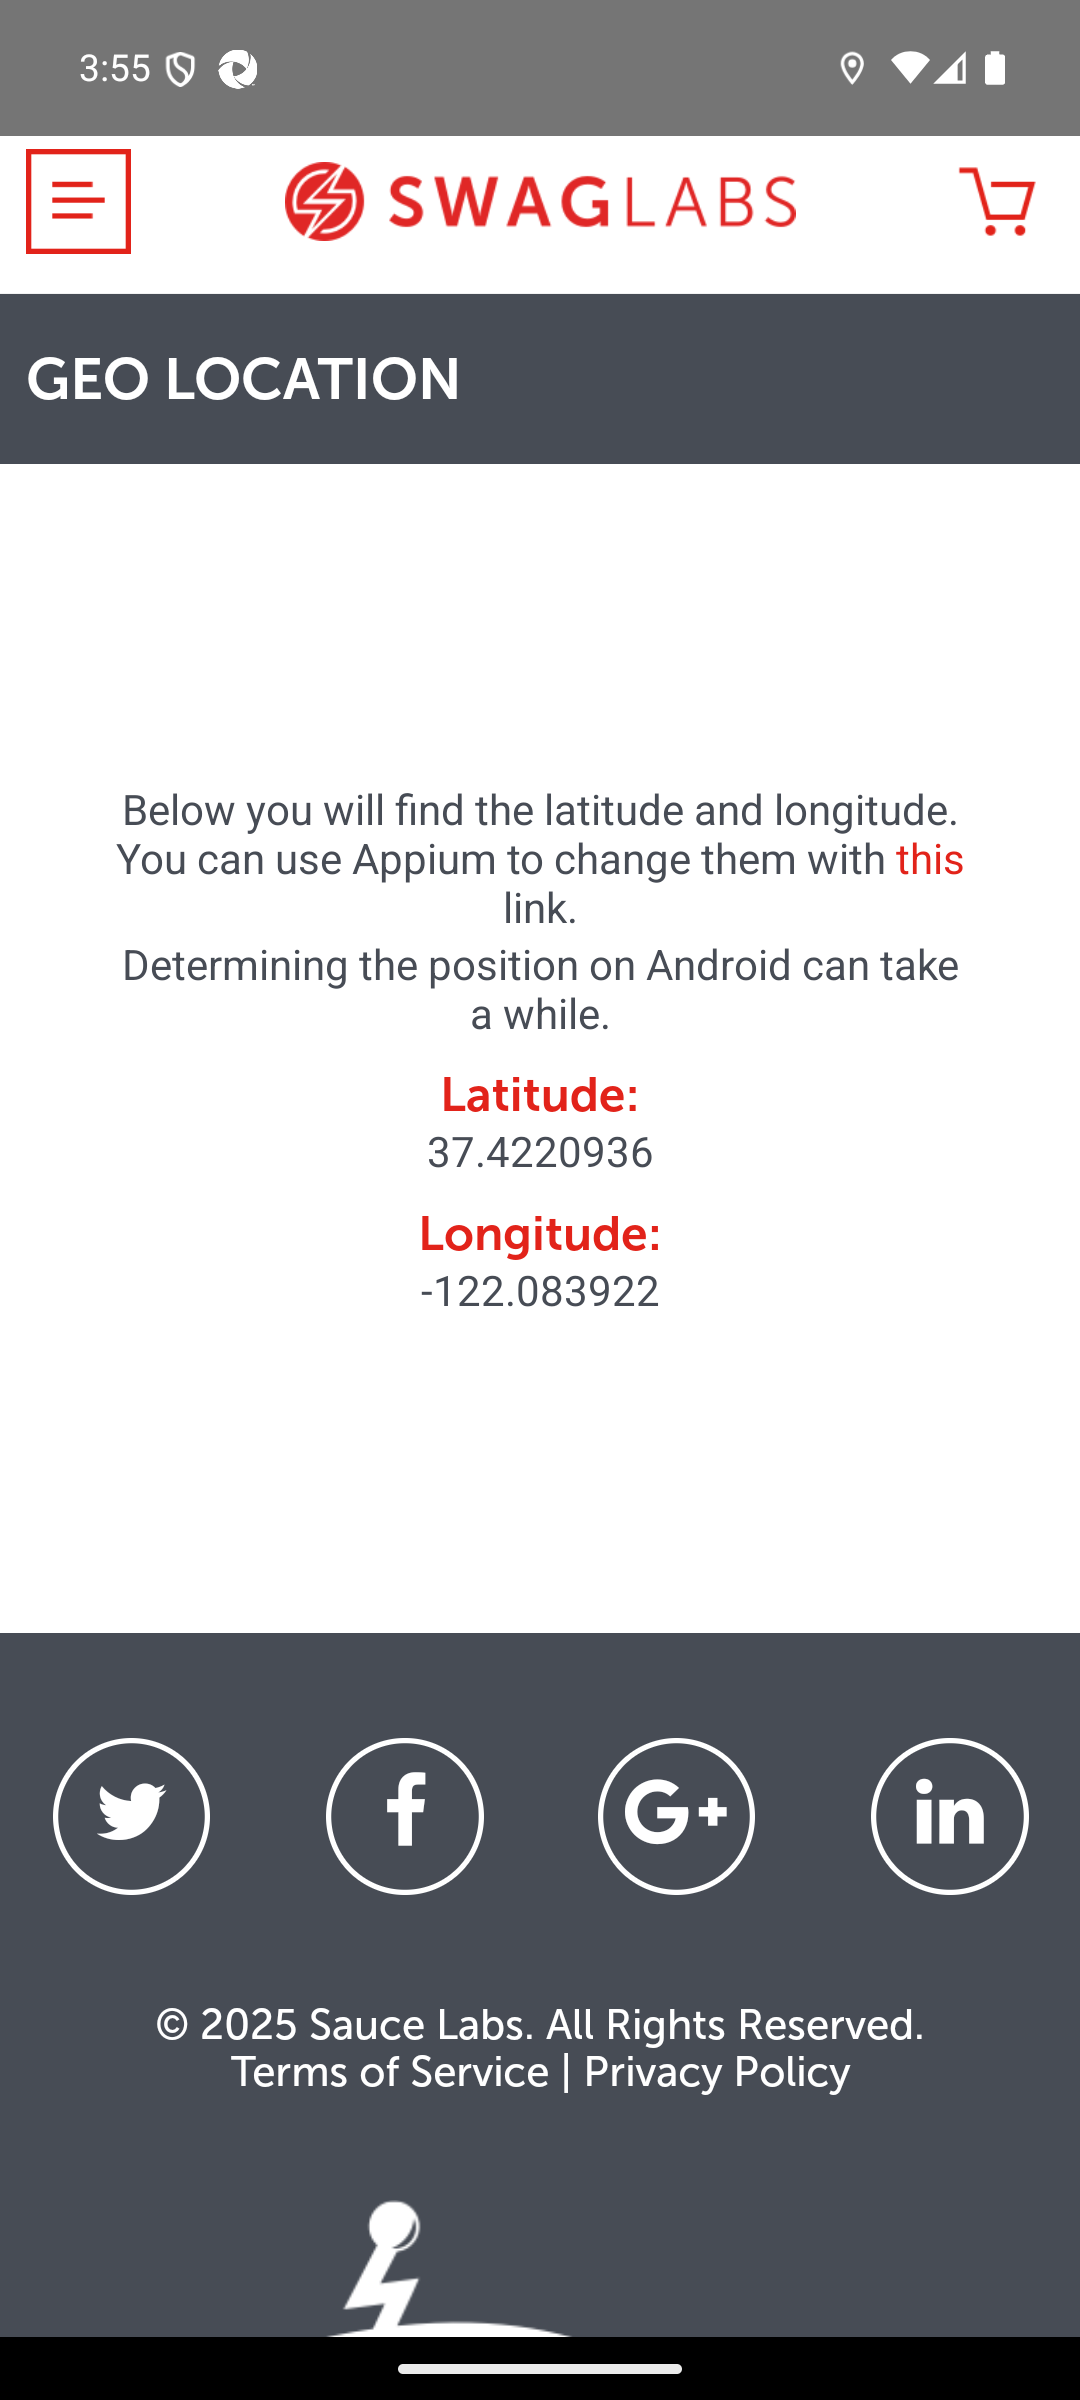 3:55
SWAGLABS
GEO LOCATION
Below you will find the latitude and longitude.
You can use Appium to change them with this
link.
Determining the position on Android can take
a while.
Latitude:
37.4220936
Longitude:
-122.083922
© 2025 Sauce Labs. All Rights Reserved.
Terms of Service | Privacy Policy